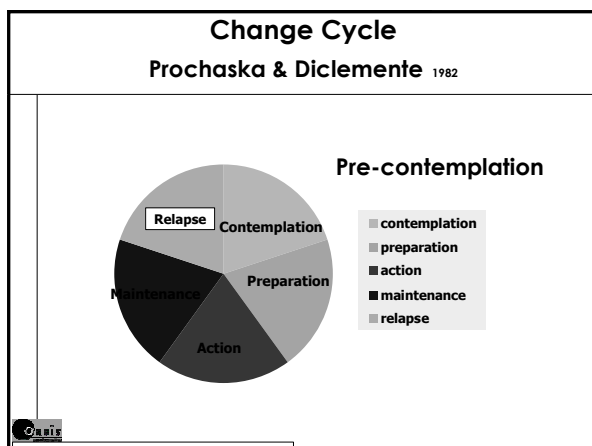 Change Cycle
Prochaska & Diclemente 1982
Pre-contemplation
Relapse
Contemplation
Preparation
Maintenance
Action
contemplation
preparation
action
maintenance
relapse